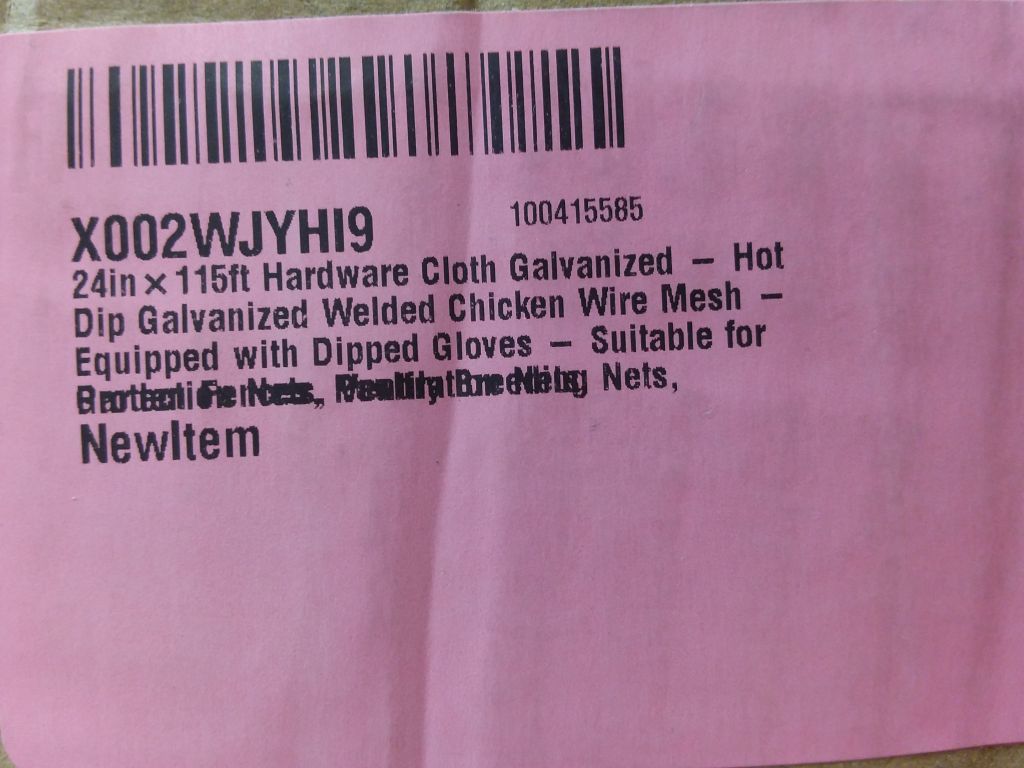 X002WJYHI9
100415585
24in × 115ft Hardware Cloth Galvanized – Hot
Dip Galvanized Welded Chicken Wire Mesh –
Equipped with Dipped Gloves – Suitable for
Nets,
NewItem